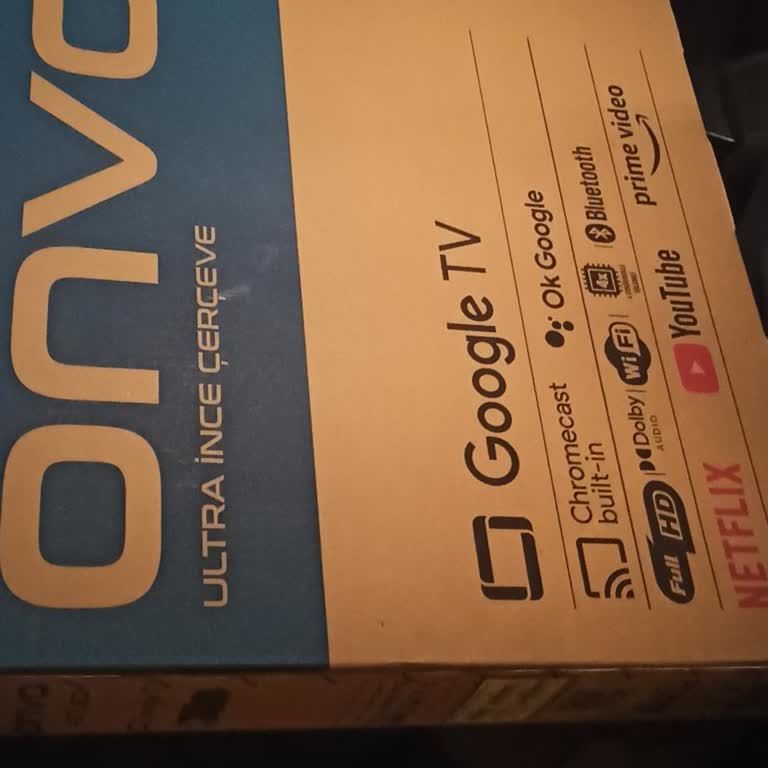 onvo
ULTRA İNCE ÇERÇEVE
Google TV
Chromecast built-in
Ok Google
Full HD
Dolby
AUDIO
Wi Fi
4K
Bluetooth
NETFLIX
YouTube
prime video